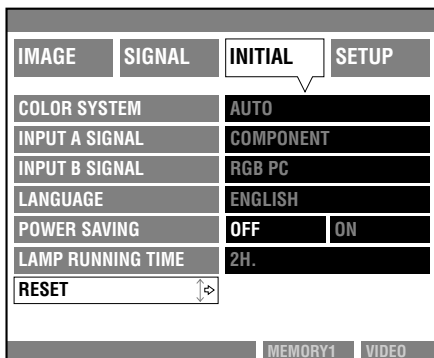 IMAGE SIGNAL INITIAL SETUP
COLOR SYSTEM AUTO
INPUT A SIGNAL COMPONENT
INPUT B SIGNAL RGB PC
LANGUAGE ENGLISH
POWER SAVING OFF ON
LAMP RUNNING TIME 2H.
RESET
MEMORY1 VIDEO